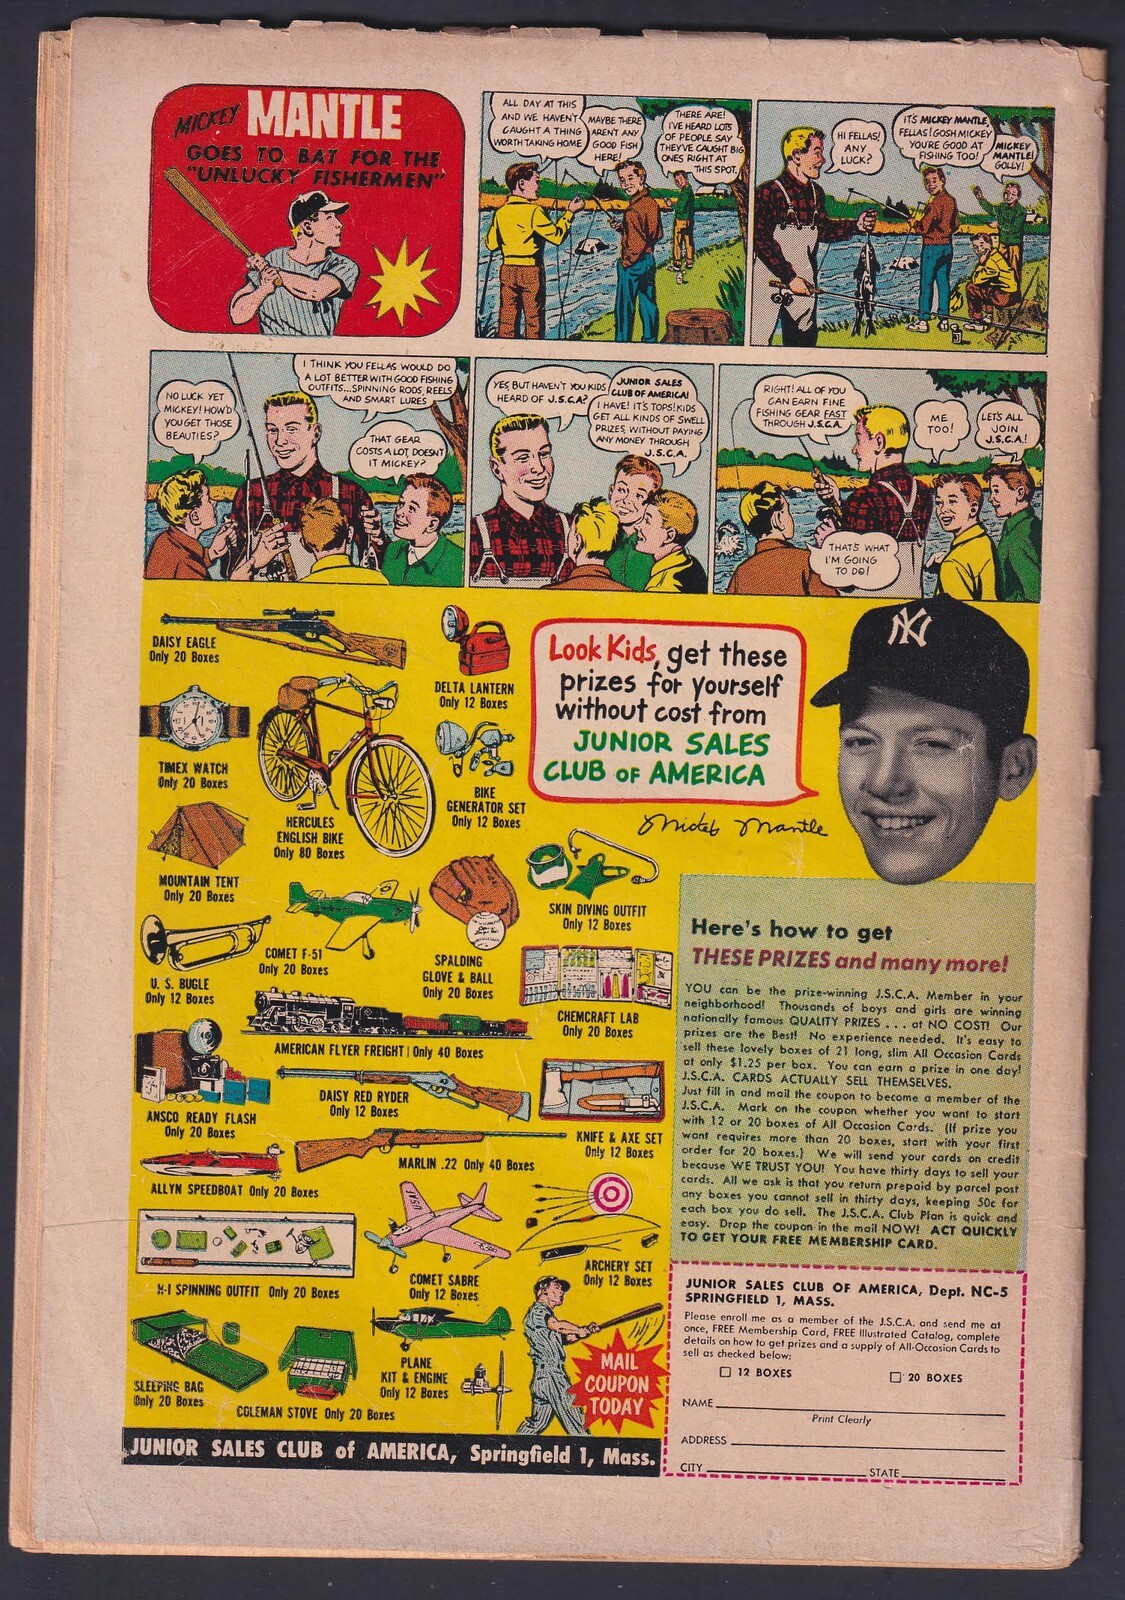 MICKEY MANTLE
GOES TO BAT FOR THE
"UNLUCKY FISHERMEN"
ALL DAY AT THIS
AND WE HAVEN'T
CAUGHT A THING
WORTH TAKING HOME
MAYBE THERE
ARENT ANY
GOOD FISH
HERE!
THERE ARE!
I'VE HEARD LOTS
OF PEOPLE SAY
THEY'VE CAUGHT BIG
ONES RIGHT AT
THIS SPOT.
HI FELLAS!
ANY
LUCK?
IT'S MICKEY MANTLE,
FELLAS! GOSH MICKEY
YOU'RE GOOD AT
FISHING TOO!
MICKEY
MANTLE!
GOLLY!
NO LUCK YET
MICKEY! HOW'D
YOU GET THOSE
BEAUTIES?
I THINK YOU FELLAS WOULD DO
A LOT BETTER WITH GOOD FISHING
OUTFITS...SPINNING RODS, REELS
AND SMART LURES
THAT GEAR
COSTS A LOT, DOESNT
IT MICKEY?
YES, BUT HAVEN'T YOU KIDS
HEARD OF J.S.C.A.?
JUNIOR SALES
CLUB OF AMERICA!
I HAVE! IT'S TOPS! KIDS
GET ALL KINDS OF SWELL
PRIZES, WITHOUT PAYING
ANY MONEY THROUGH
J.S.C.A.
RIGHT! ALL OF YOU
CAN EARN FINE
FISHING GEAR FAST
THROUGH J.S.C.A.
ME
TOO!
LET'S ALL
JOIN
J.S.C.A.!
THAT'S WHAT
I'M GOING
TO DO!
DAISY EAGLE
Only 20 Boxes
DELTA LANTERN
Only 12 Boxes
TIMEX WATCH
Only 20 Boxes
HERCULES
ENGLISH BIKE
Only 80 Boxes
BIKE
GENERATOR SET
Only 12 Boxes
Look Kids, get these
prizes for yourself
without cost from
JUNIOR SALES
CLUB OF AMERICA
Mickey Mantle
NY
MOUNTAIN TENT
Only 20 Boxes
COMET F-51
Only 20 Boxes
SPALDING
GLOVE & BALL
Only 20 Boxes
SKIN DIVING OUTFIT
Only 12 Boxes
U. S. BUGLE
Only 12 Boxes
CHEMCRAFT LAB
Only 20 Boxes
AMERICAN FLYER FREIGHT Only 40 Boxes
ANSCO READY FLASH
Only 20 Boxes
DAISY RED RYDER
Only 12 Boxes
KNIFE & AXE SET
Only 12 Boxes
MARLIN .22 Only 40 Boxes
ALLYN SPEEDBOAT Only 20 Boxes
USAF
H-I SPINNING OUTFIT Only 20 Boxes
COMET SABRE
Only 12 Boxes
ARCHERY SET
Only 12 Boxes
SLEEPING BAG
Only 20 Boxes
COLEMAN STOVE Only 20 Boxes
PLANE
KIT & ENGINE
Only 12 Boxes
MAIL
COUPON
TODAY
JUNIOR SALES CLUB of AMERICA, Springfield 1, Mass.
Here's how to get
THESE PRIZES and many more!
YOU can be the prize-winning J.S.C.A. Member in your
neighborhood! Thousands of boys and girls are winning
nationally famous QUALITY PRIZES . . . at NO COST! Our
prizes are the Best! No experience needed. It's easy to
sell these lovely boxes of 21 long, slim All Occasion Cards
at only $1.25 per box. You can earn a prize in one day!
J.S.C.A. CARDS ACTUALLY SELL THEMSELVES.
Just fill in and mail the coupon to become a member of the
J.S.C.A. Mark on the coupon whether you want to start
with 12 or 20 boxes of All Occasion Cards. (If prize you
want requires more than 20 boxes, start with your first
order for 20 boxes.) We will send your cards on credit
because WE TRUST YOU! You have thirty days to sell your
cards. All we ask is that you return prepaid by parcel post
any boxes you cannot sell in thirty days, keeping 50c for
each box you do sell. The J.S.C.A. Club Plan is quick and
easy. Drop the coupon in the mail NOW! ACT QUICKLY
TO GET YOUR FREE MEMBERSHIP CARD.
JUNIOR SALES CLUB OF AMERICA, Dept. NC-5
SPRINGFIELD 1, MASS.
Please enroll me as a member of the J.S.C.A. and send me at
once, FREE Membership Card, FREE Illustrated Catalog, complete
details on how to get prizes and a supply of All-Occasion Cards to
sell as checked below:
12 BOXES 20 BOXES
NAME
Print Clearly
ADDRESS
CITY STATE